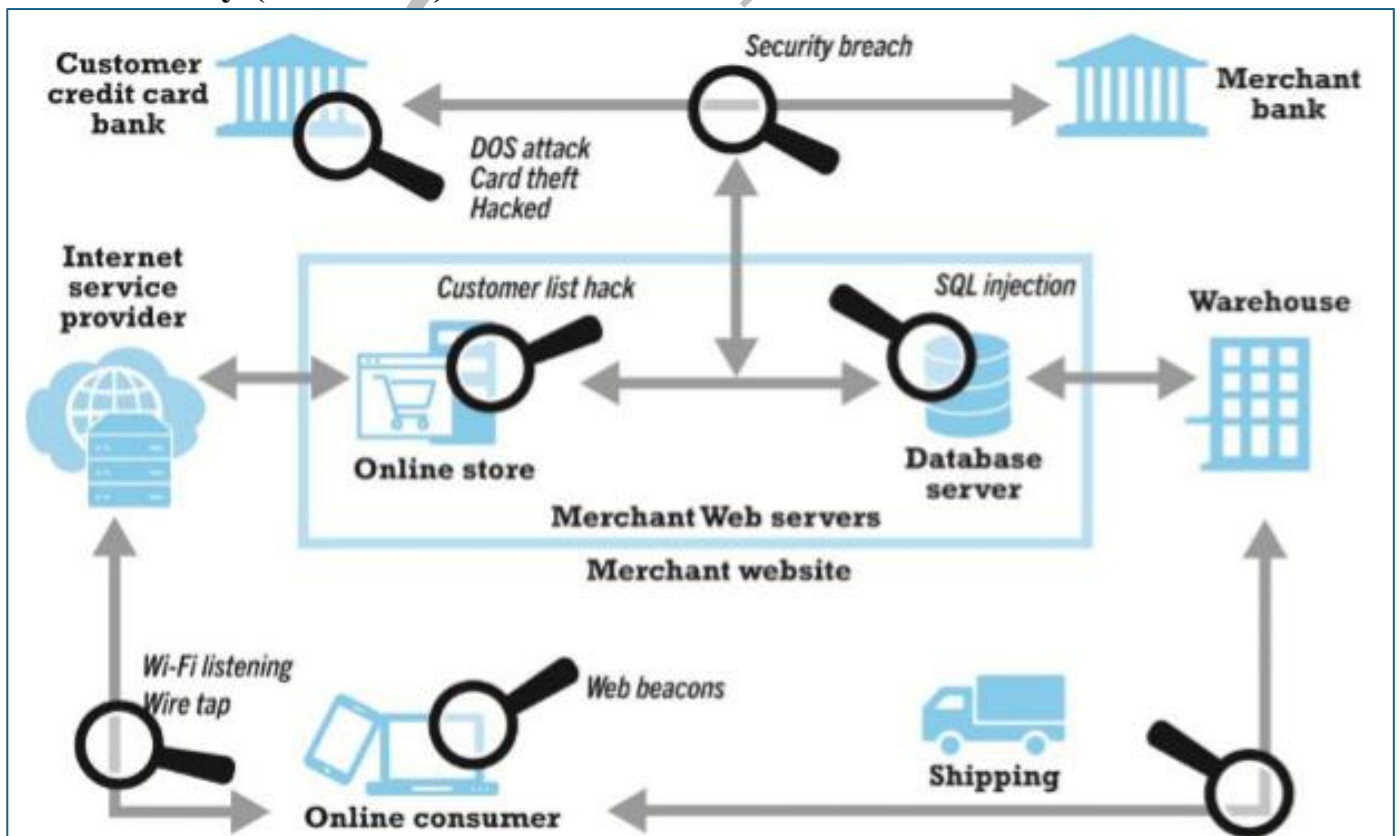 Security breach
Customer
credit card
bank
Merchant
bank
DOS attack
Card theft
Hacked
Internet
service
provider
Customer list hack
SQL injection
Warehouse
Online store
Database
server
Merchant Web servers
Merchant website
Wi-Fi listening
Wire tap
Web beacons
Shipping
Online consumer